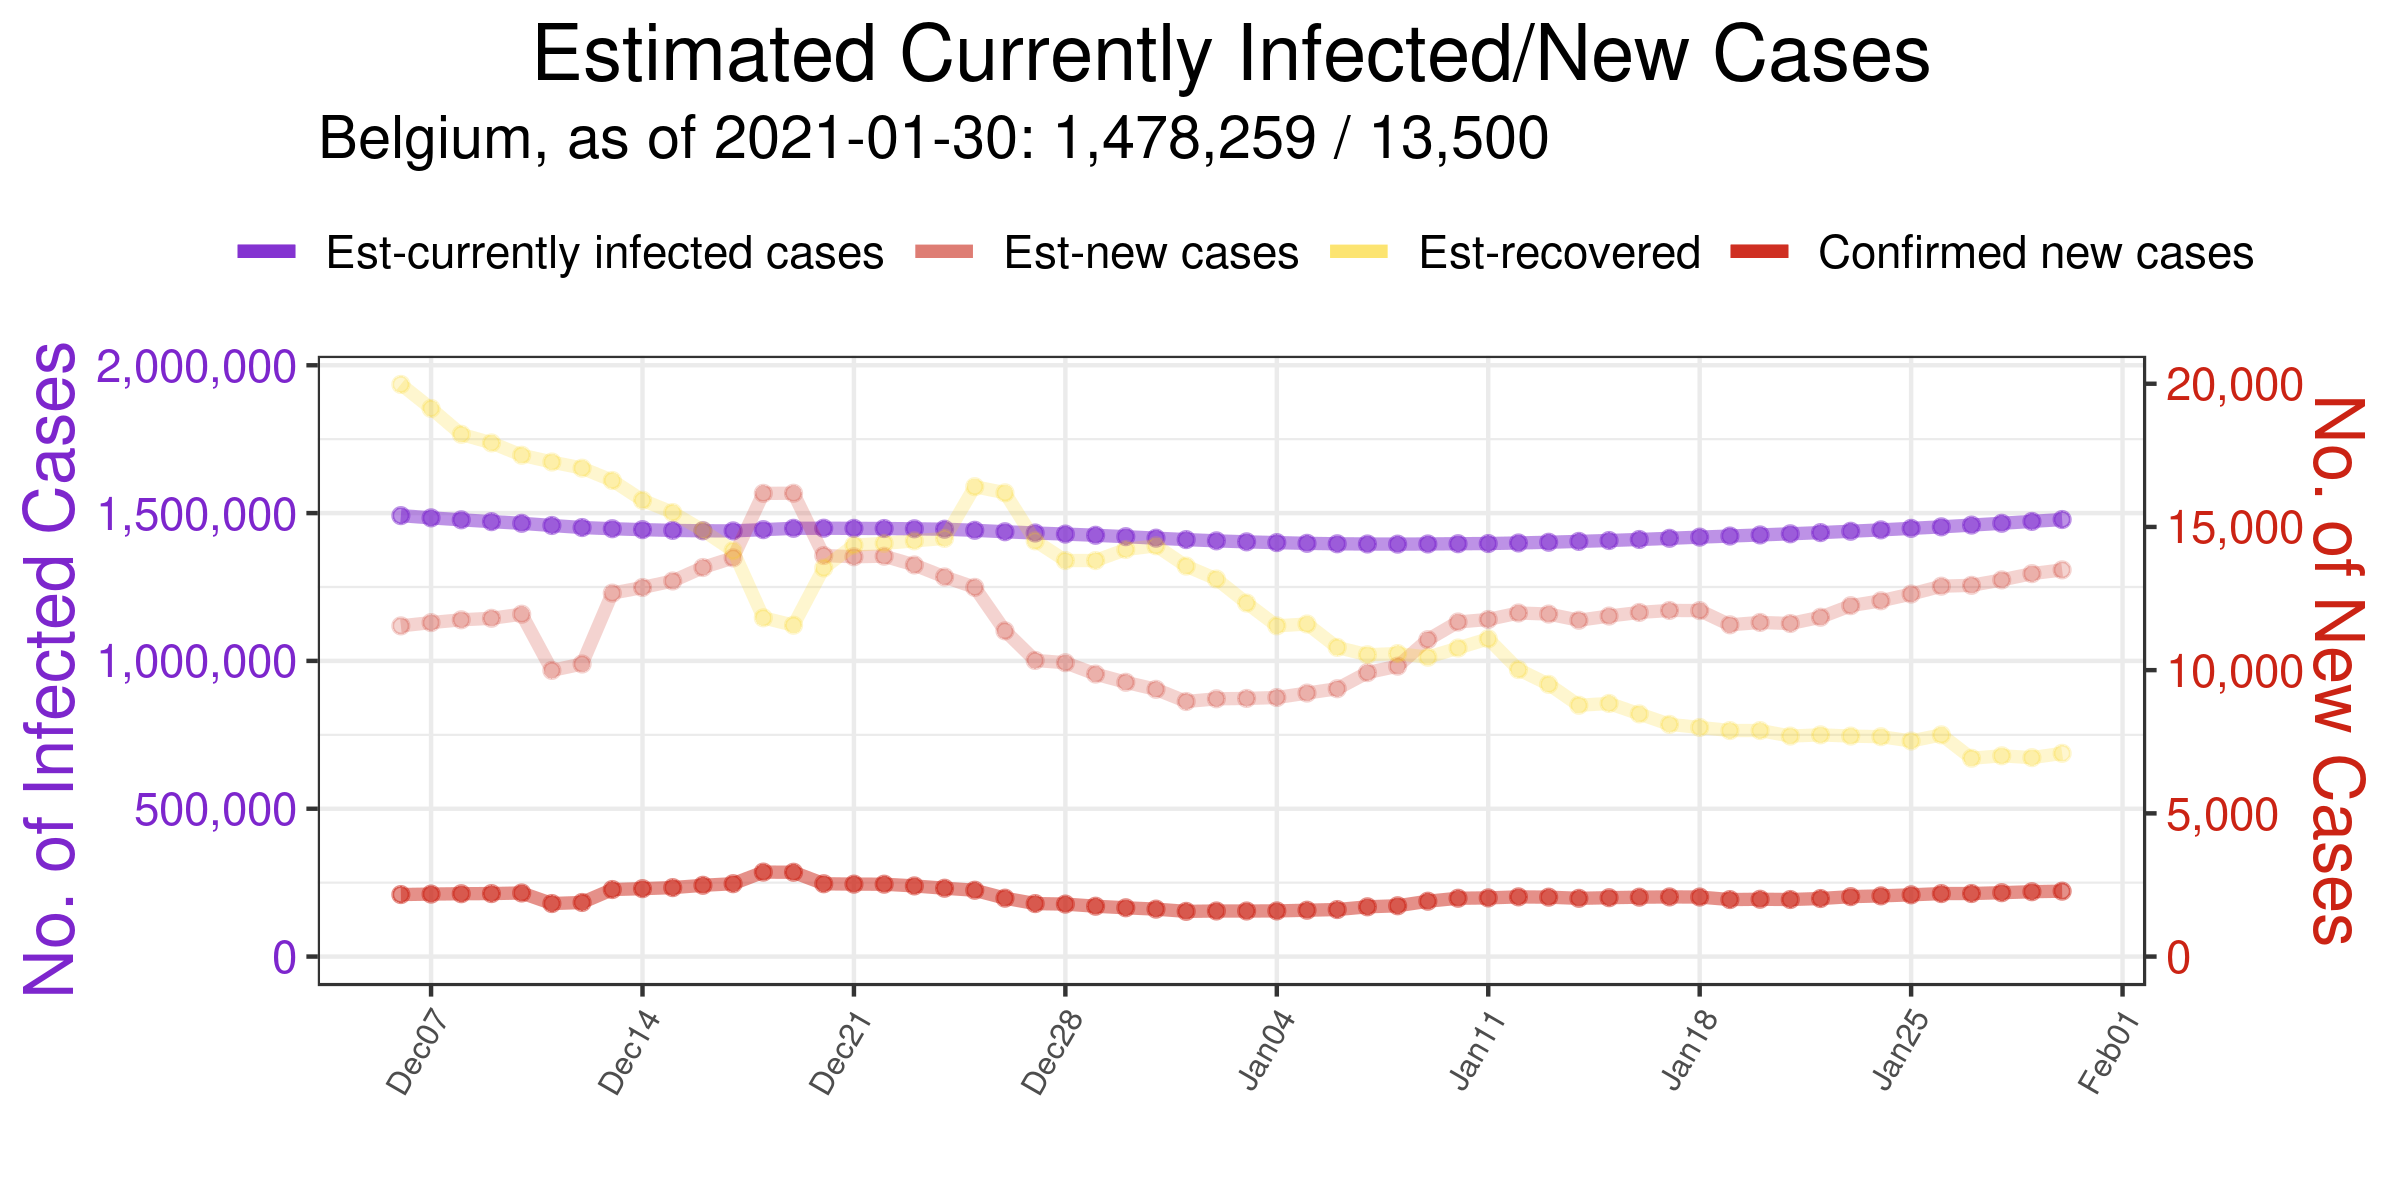 Estimated Currently Infected/New Cases
Belgium, as of 2021-01-30: 1,478,259 / 13,500
Est-currently infected cases Est-new cases Est-recovered Confirmed new cases
No. of Infected Cases
2,000,000
1,500,000
1,000,000
500,000
0
20,000
15,000
10,000
5,000
0
No. of New Cases
Dec07 Dec14 Dec21 Dec28 Jan04 Jan11 Jan18 Jan25 Feb01